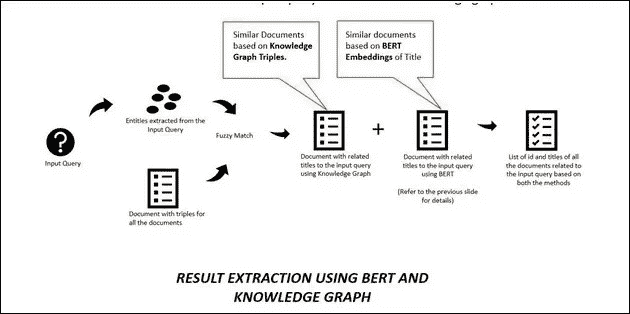 Similar Documents
based on Knowledge
Graph Triples.
Similar documents
based on BERT
Embeddings of Title
?
Input Query
Entities extracted from the
Input Query
Document with triples for
all the documents
Fuzzy Match
Document with related
titles to the input query
using Knowledge Graph
+
Document with related
titles to the input query
using BERT
(Refer to the previous slide
for details)
List of id and titles of all
the documents related to
the input query based on
both the methods
RESULT EXTRACTION USING BERT AND
KNOWLEDGE GRAPH